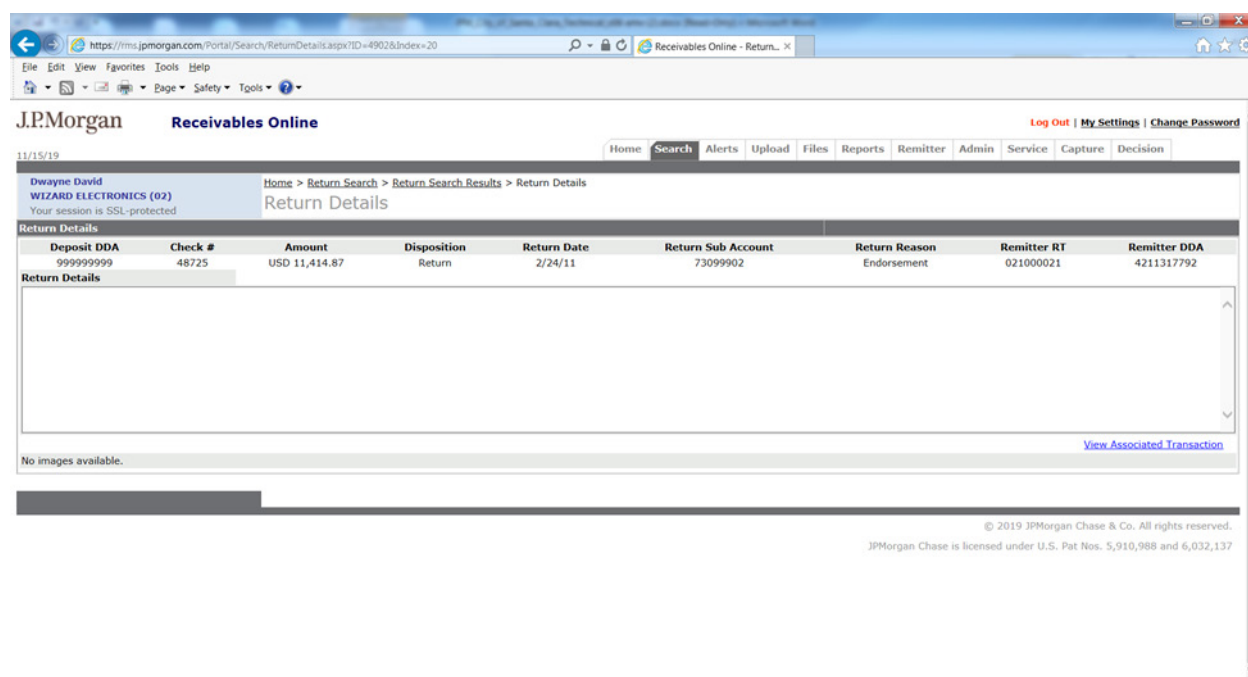 https://rms.jpmorgan.com/Portal/Search/ReturnDetails.aspx?ID=4902&Index=20
Receivables Online - Return...
File Edit View Favorites Tools Help
Page Safety Tools
J.P.Morgan Receivables Online
Log Out | My Settings | Change Password
11/15/19
Home Search Alerts Upload Files Reports Remitter Admin Service Capture Decision
Dwayne David
WIZARD ELECTRONICS (02)
Your session is SSL-protected
Home > Return Search > Return Search Results > Return Details
Return Details
Return Details
Deposit DDA Check # Amount Disposition Return Date Return Sub Account Return Reason Remitter RT Remitter DDA
999999999 48725 USD 11,414.87 Return 2/24/11 73099902 Endorsement 021000021 4211317792
Return Details
View Associated Transaction
No images available.
© 2019 JPMorgan Chase & Co. All rights reserved.
JPMorgan Chase is licensed under U.S. Pat Nos. 5,910,988 and 6,032,137